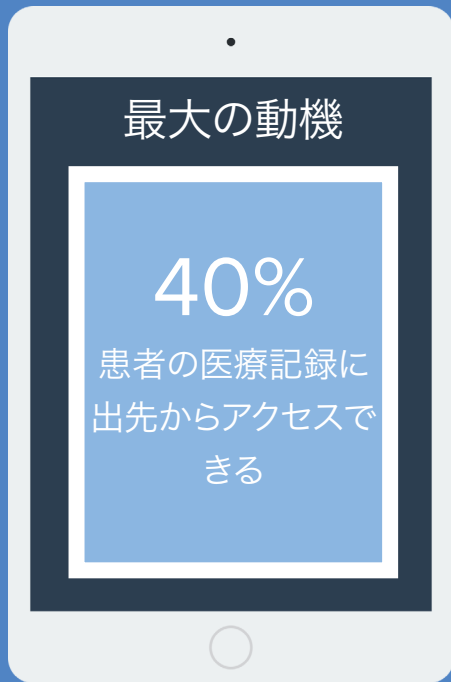 最大の動機
40%
患者の医療記録に
出先からアクセスで
きる